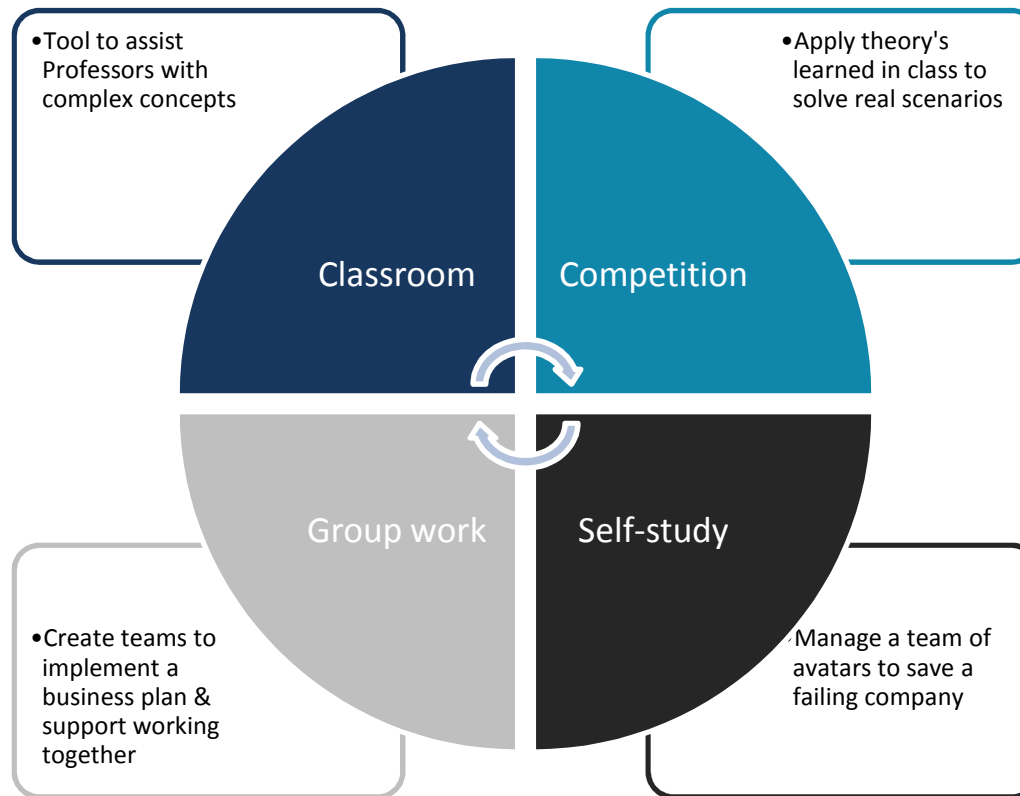 •Tool to assist
Professors with
complex concepts
•Apply theory's
learned in class to
solve real scenarios
Classroom
Competition
Group work
Self-study
•Create teams to
implement a
business plan &
support working
together
•Manage a team of
avatars to save a
failing company